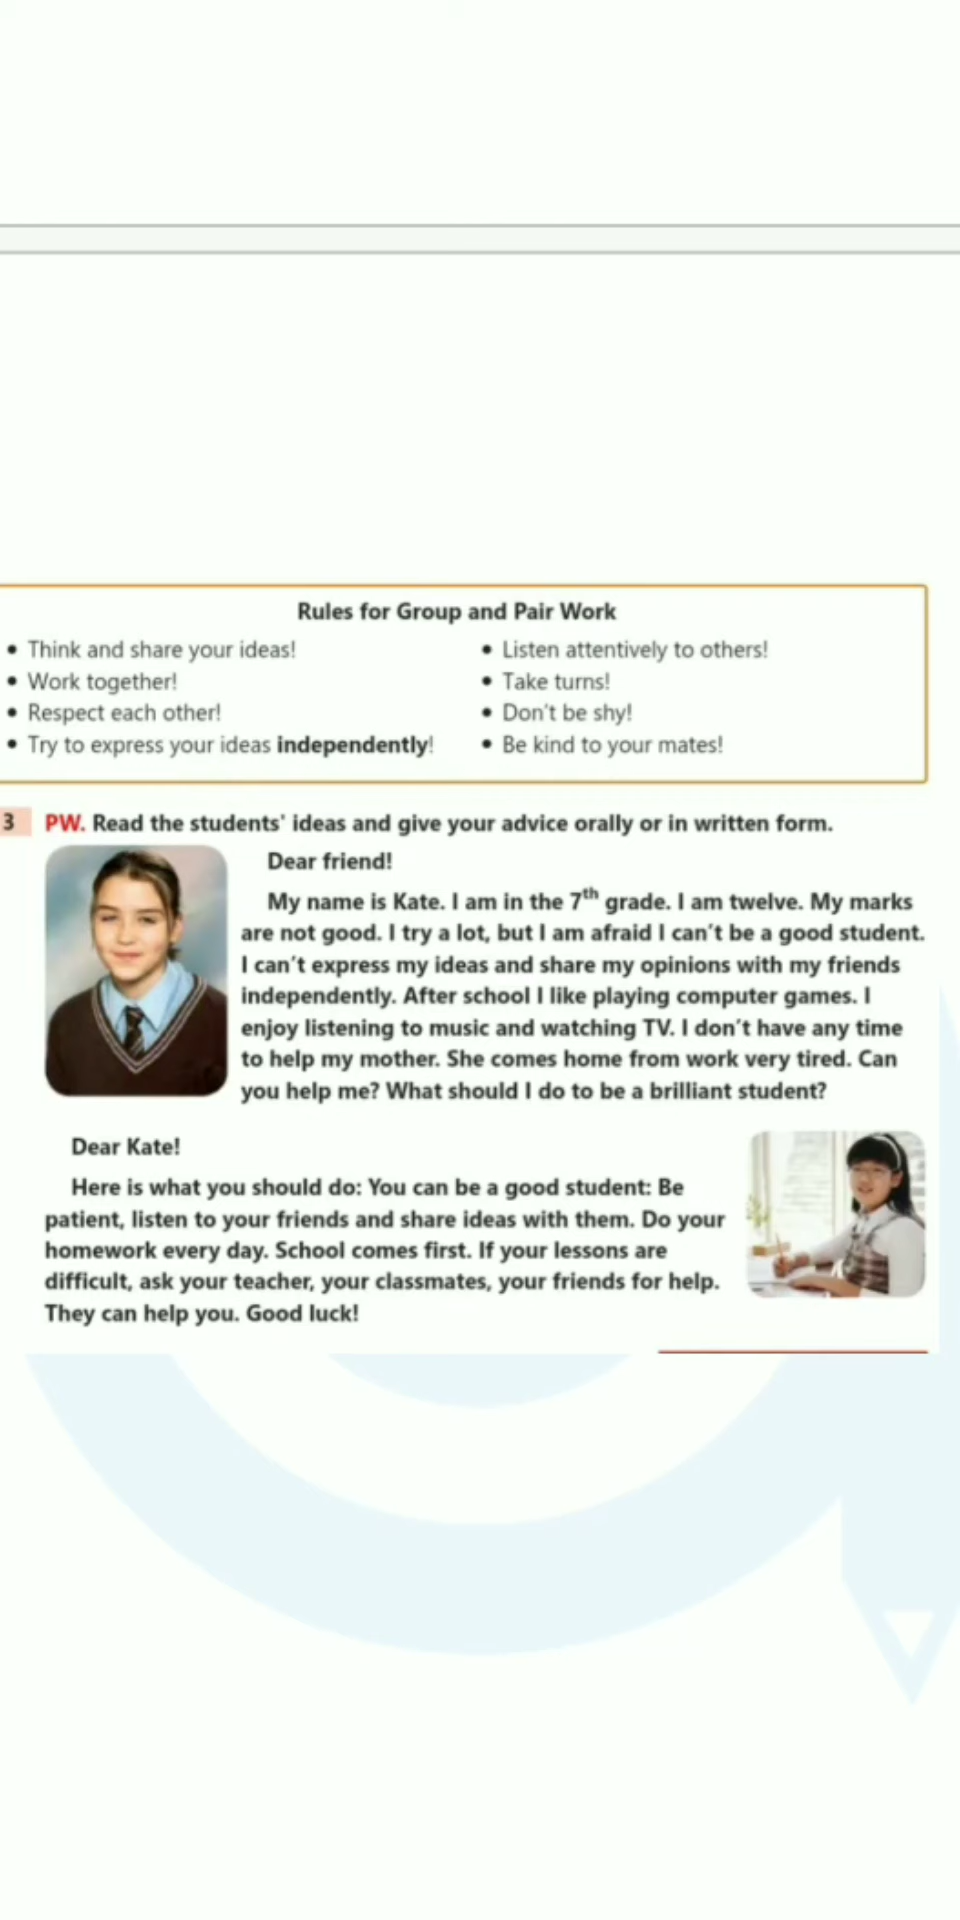 Rules for Group and Pair Work
• Think and share your ideas!
• Work together!
• Respect each other!
• Try to express your ideas independently!
• Listen attentively to others!
• Take turns!
• Don't be shy!
• Be kind to your mates!
3 PW. Read the students' ideas and give your advice orally or in written form.
Dear friend!
My name is Kate. I am in the 7th grade. I am twelve. My marks
are not good. I try a lot, but I am afraid I can't be a good student.
I can't express my ideas and share my opinions with my friends
independently. After school I like playing computer games. I
enjoy listening to music and watching TV. I don't have any time
to help my mother. She comes home from work very tired. Can
you help me? What should I do to be a brilliant student?
Dear Kate!
Here is what you should do: You can be a good student: Be
patient, listen to your friends and share ideas with them. Do your
homework every day. School comes first. If your lessons are
difficult, ask your teacher, your classmates, your friends for help.
They can help you. Good luck!